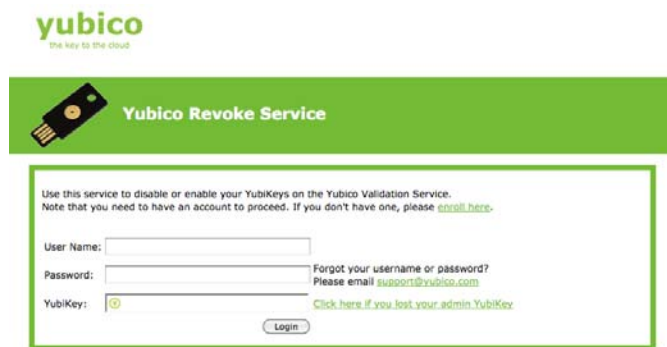 yubico
the key to the cloud
Yubico Revoke Service
Use this service to disable or enable your YubiKeys on the Yubico Validation Service.
Note that you need to have an account to proceed. If you don't have one, please enroll here.
User Name:
Password:
Forgot your username or password?
Please email support@yubico.com
YubiKey:
Click here if you lost your admin YubiKey
Login